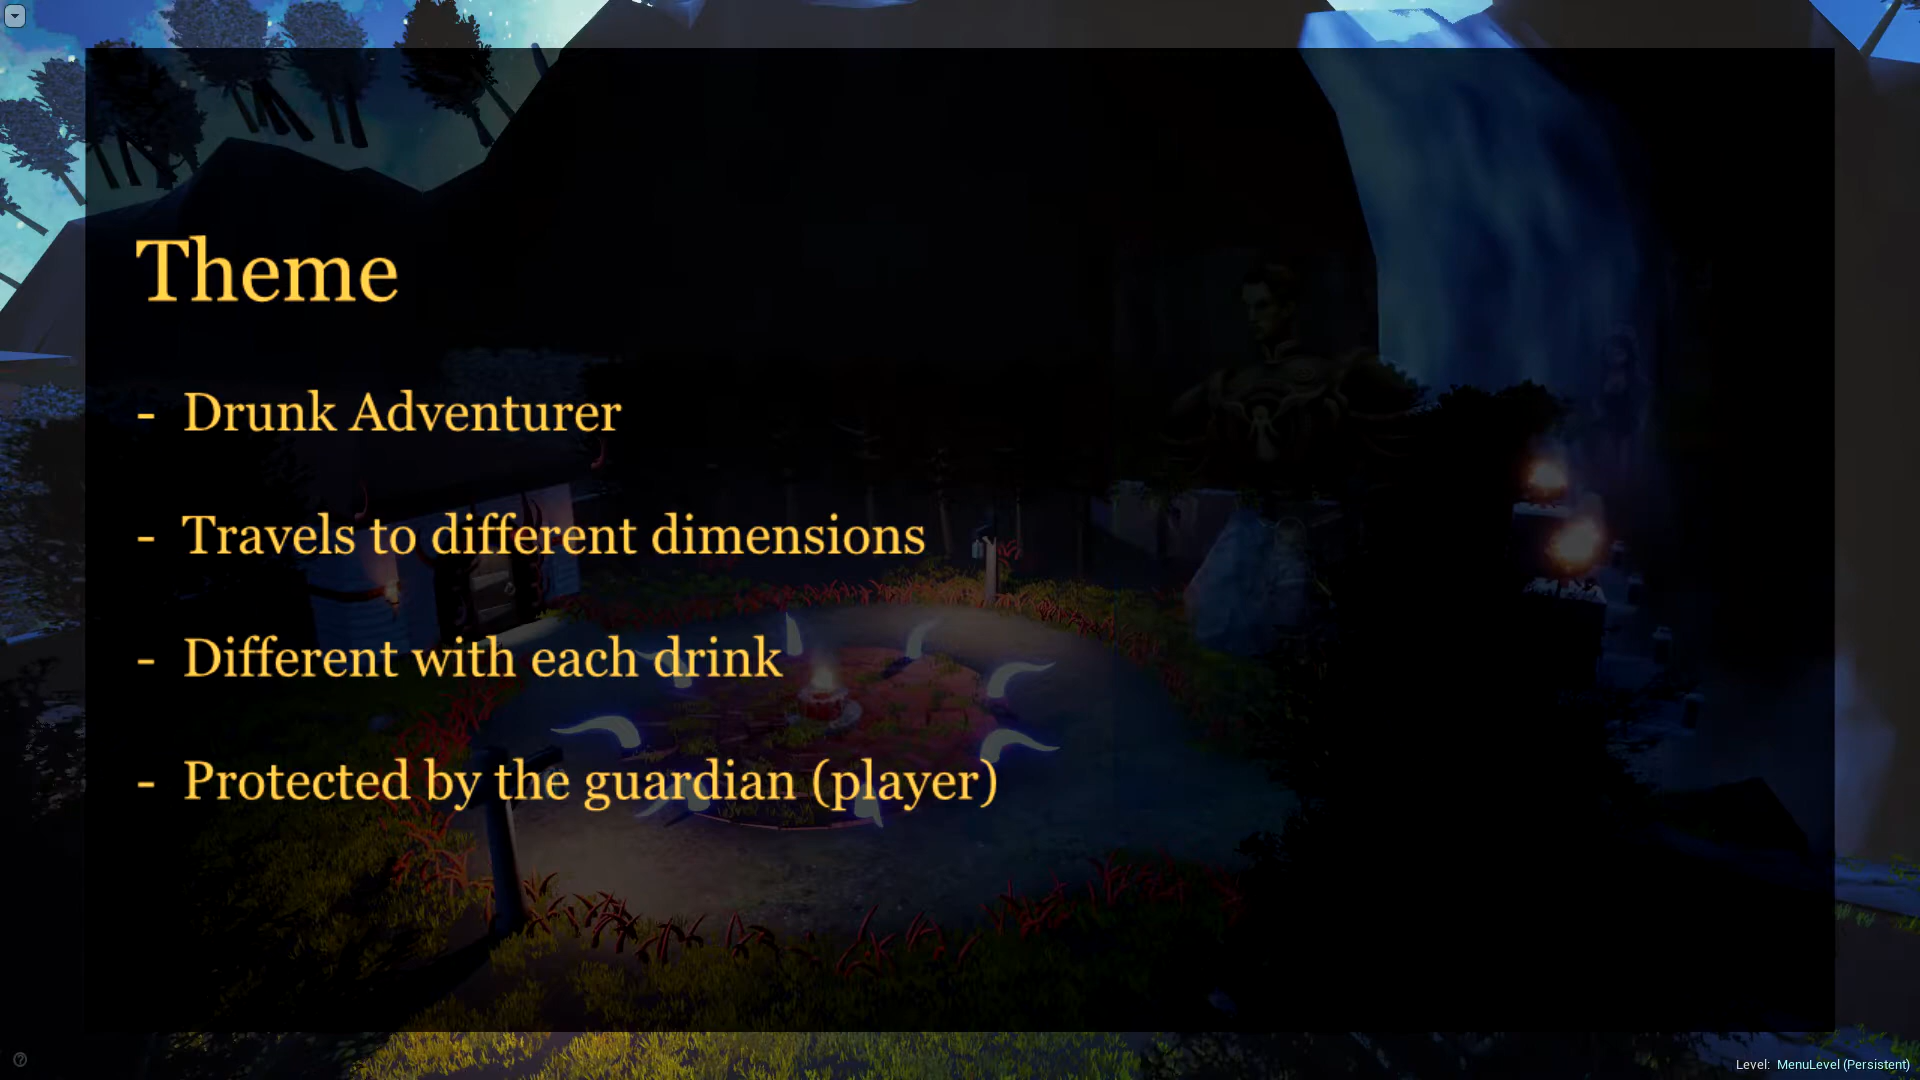 Theme
- Drunk Adventurer
- Travels to different dimensions
- Different with each drink
- Protected by the guardian (player)
Level: MenuLevel (Persistent)